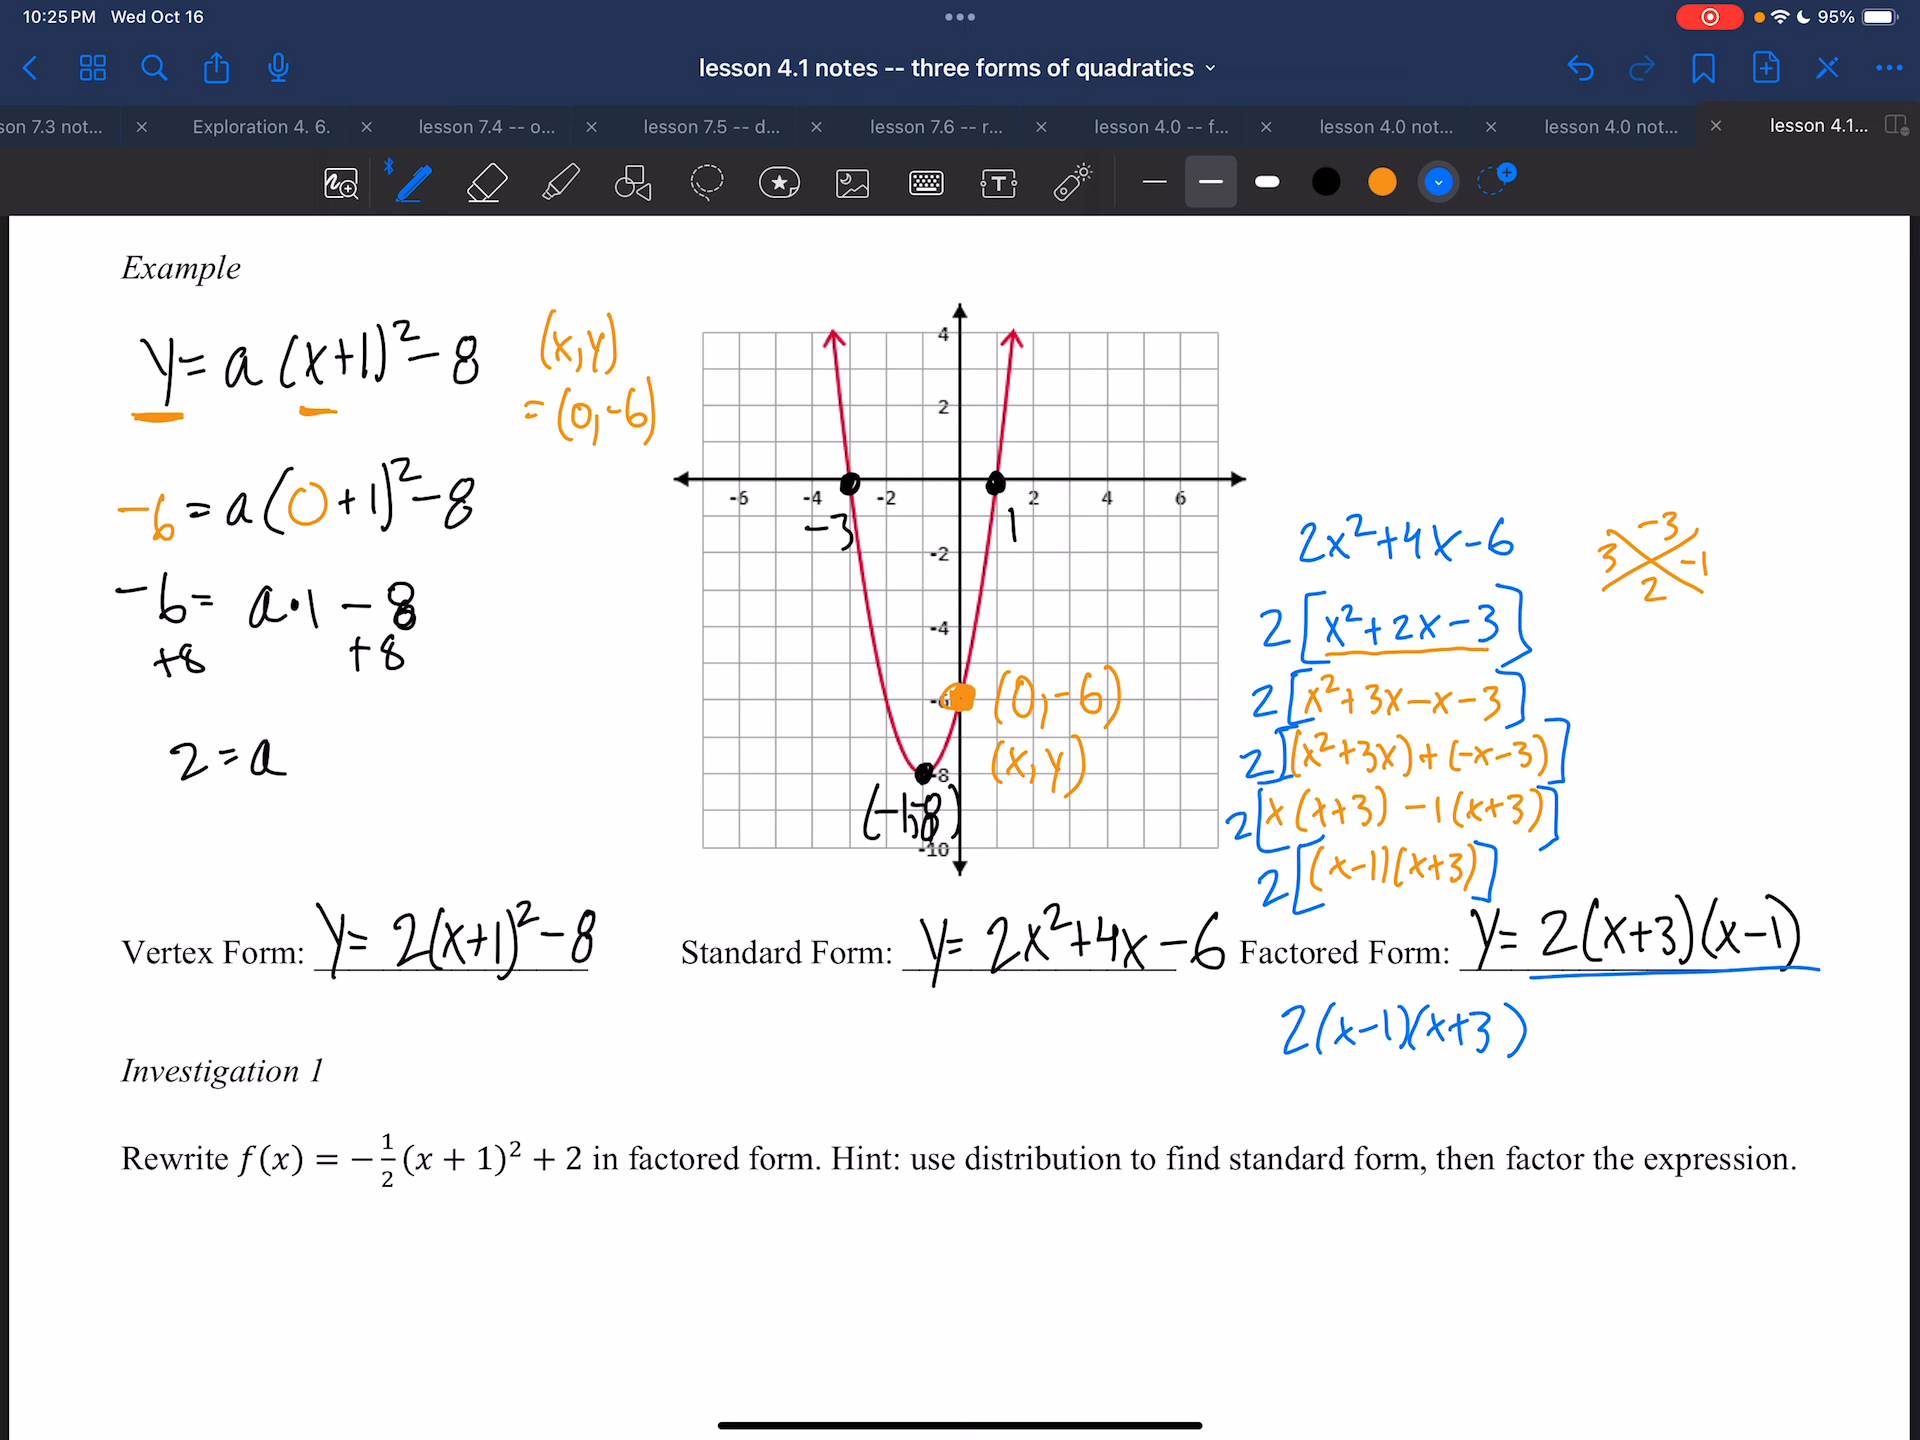 10:25 PM Wed Oct 16
95%
lesson 4.1 notes -- three forms of quadratics
son 7.3 not... Exploration 4. 6. lesson 7.4 -- o... lesson 7.5 -- d... lesson 7.6 -- r... lesson 4.0 -- f... lesson 4.0 not... lesson 4.0 not... lesson 4.1...
Example
y = a (x+1)² - 8
(x,y)
= (0,-6)
-6 = a (0+1)² - 8
-6 = a·1 - 8
+8 +8
2 = a
4
2
-6 -4 -2 2 4 6
-3 1
-2
-4
-6 (0,-6)
(x,y)
-8
(-1,-8)
-10
2x²+4x-6
-3
3 -1
2
2[x²+2x-3]
2[x²+3x-x-3]
2[(x²+3x)+(-x-3)]
2[x(x+3)-1(x+3)]
2[(x-1)(x+3)]
Vertex Form: y= 2(x+1)²-8 Standard Form: y= 2x²+4x-6 Factored Form: y= 2(x+3)(x-1)
2(x-1)(x+3)
Investigation 1
Rewrite f(x) = -1/2(x + 1)² + 2 in factored form. Hint: use distribution to find standard form, then factor the expression.